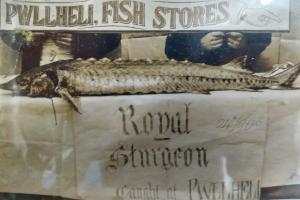 PWLLHELI. FISH STORES
Royal
Sturgeon
Caught at PWLLHELI